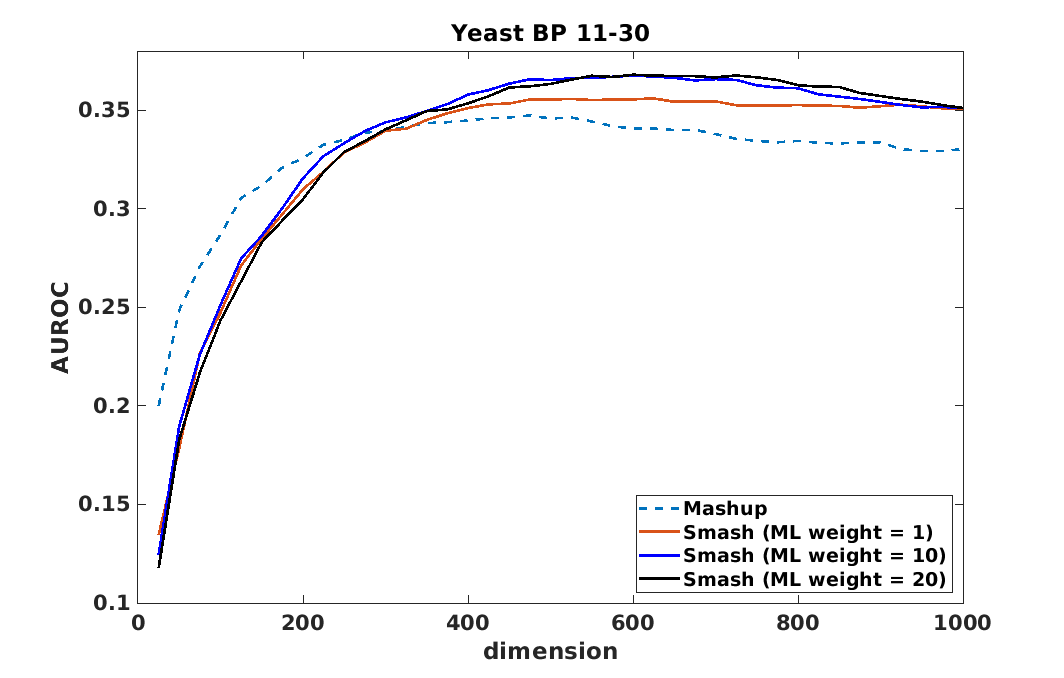 Yeast BP 11-30
AUROC
0.35
0.3
0.25
0.2
0.15
0.1
Mashup
Smash (ML weight = 1)
Smash (ML weight = 10)
Smash (ML weight = 20)
0 200 400 600 800 1000
dimension